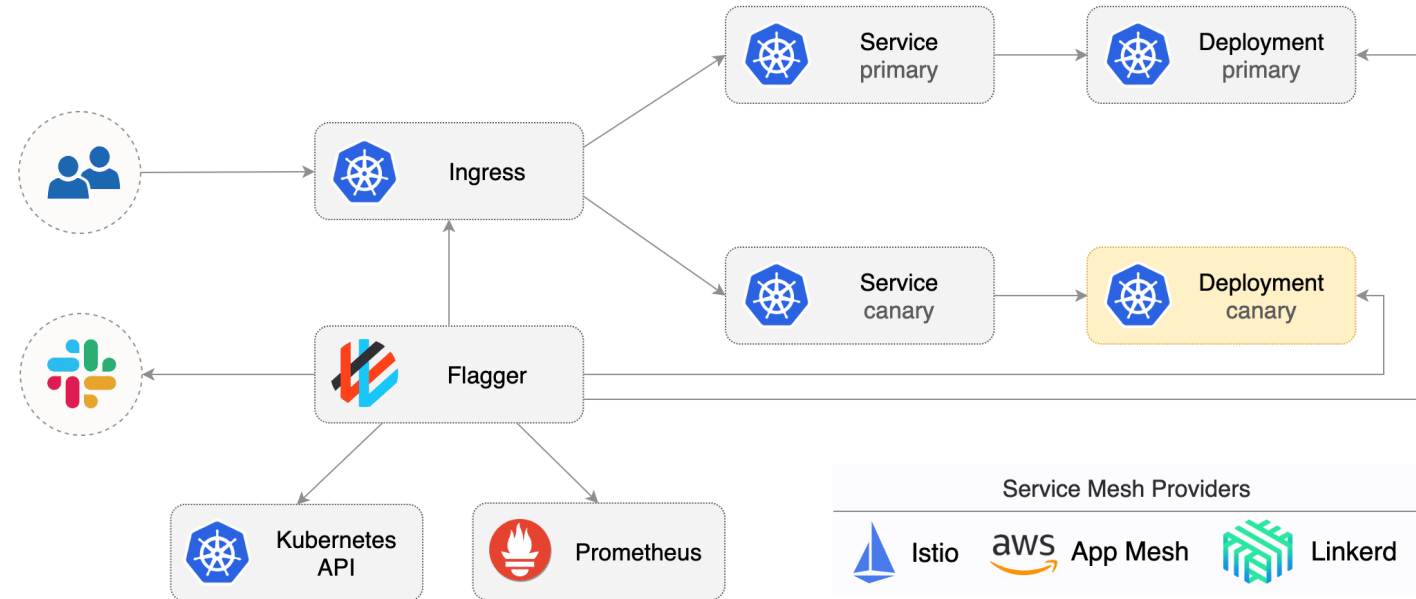 Service
primary
Deployment
primary
Ingress
Service
canary
Deployment
canary
Flagger
Kubernetes
API
Prometheus
Service Mesh Providers
Istio
aws
App Mesh
Linkerd